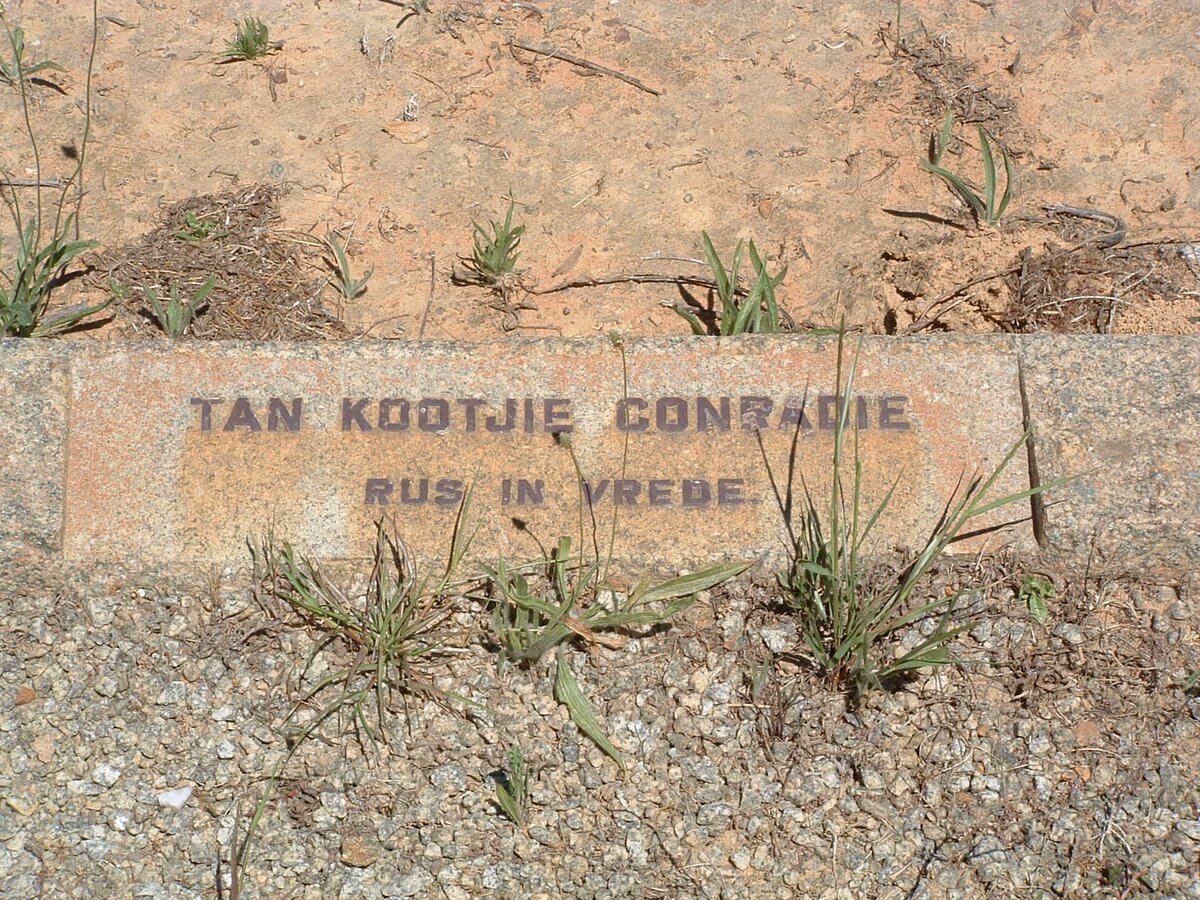 TAN KOOTJIE CONRADIE
RUS IN VREDE.